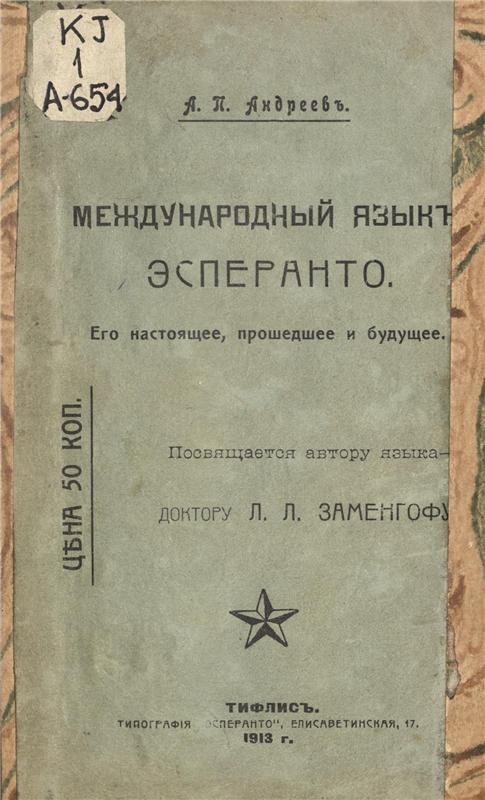 KJ
1
A-654
А. П. Андреевъ.
МЕЖДУНАРОДНЫЙ ЯЗЫКЪ
ЭСПЕРАНТО.
Его настоящее, прошедшее и будущее.
ЦѢНА 50 КОП.
Посвящается автору языка—
ДОКТОРУ Л. Л. ЗАМЕНГОФУ
ТИФЛИСЪ.
ТИПОГРАФІЯ „ЭСПЕРАНТО“, ЕЛИСАВЕТИНСКАЯ, 17.
1913 г.